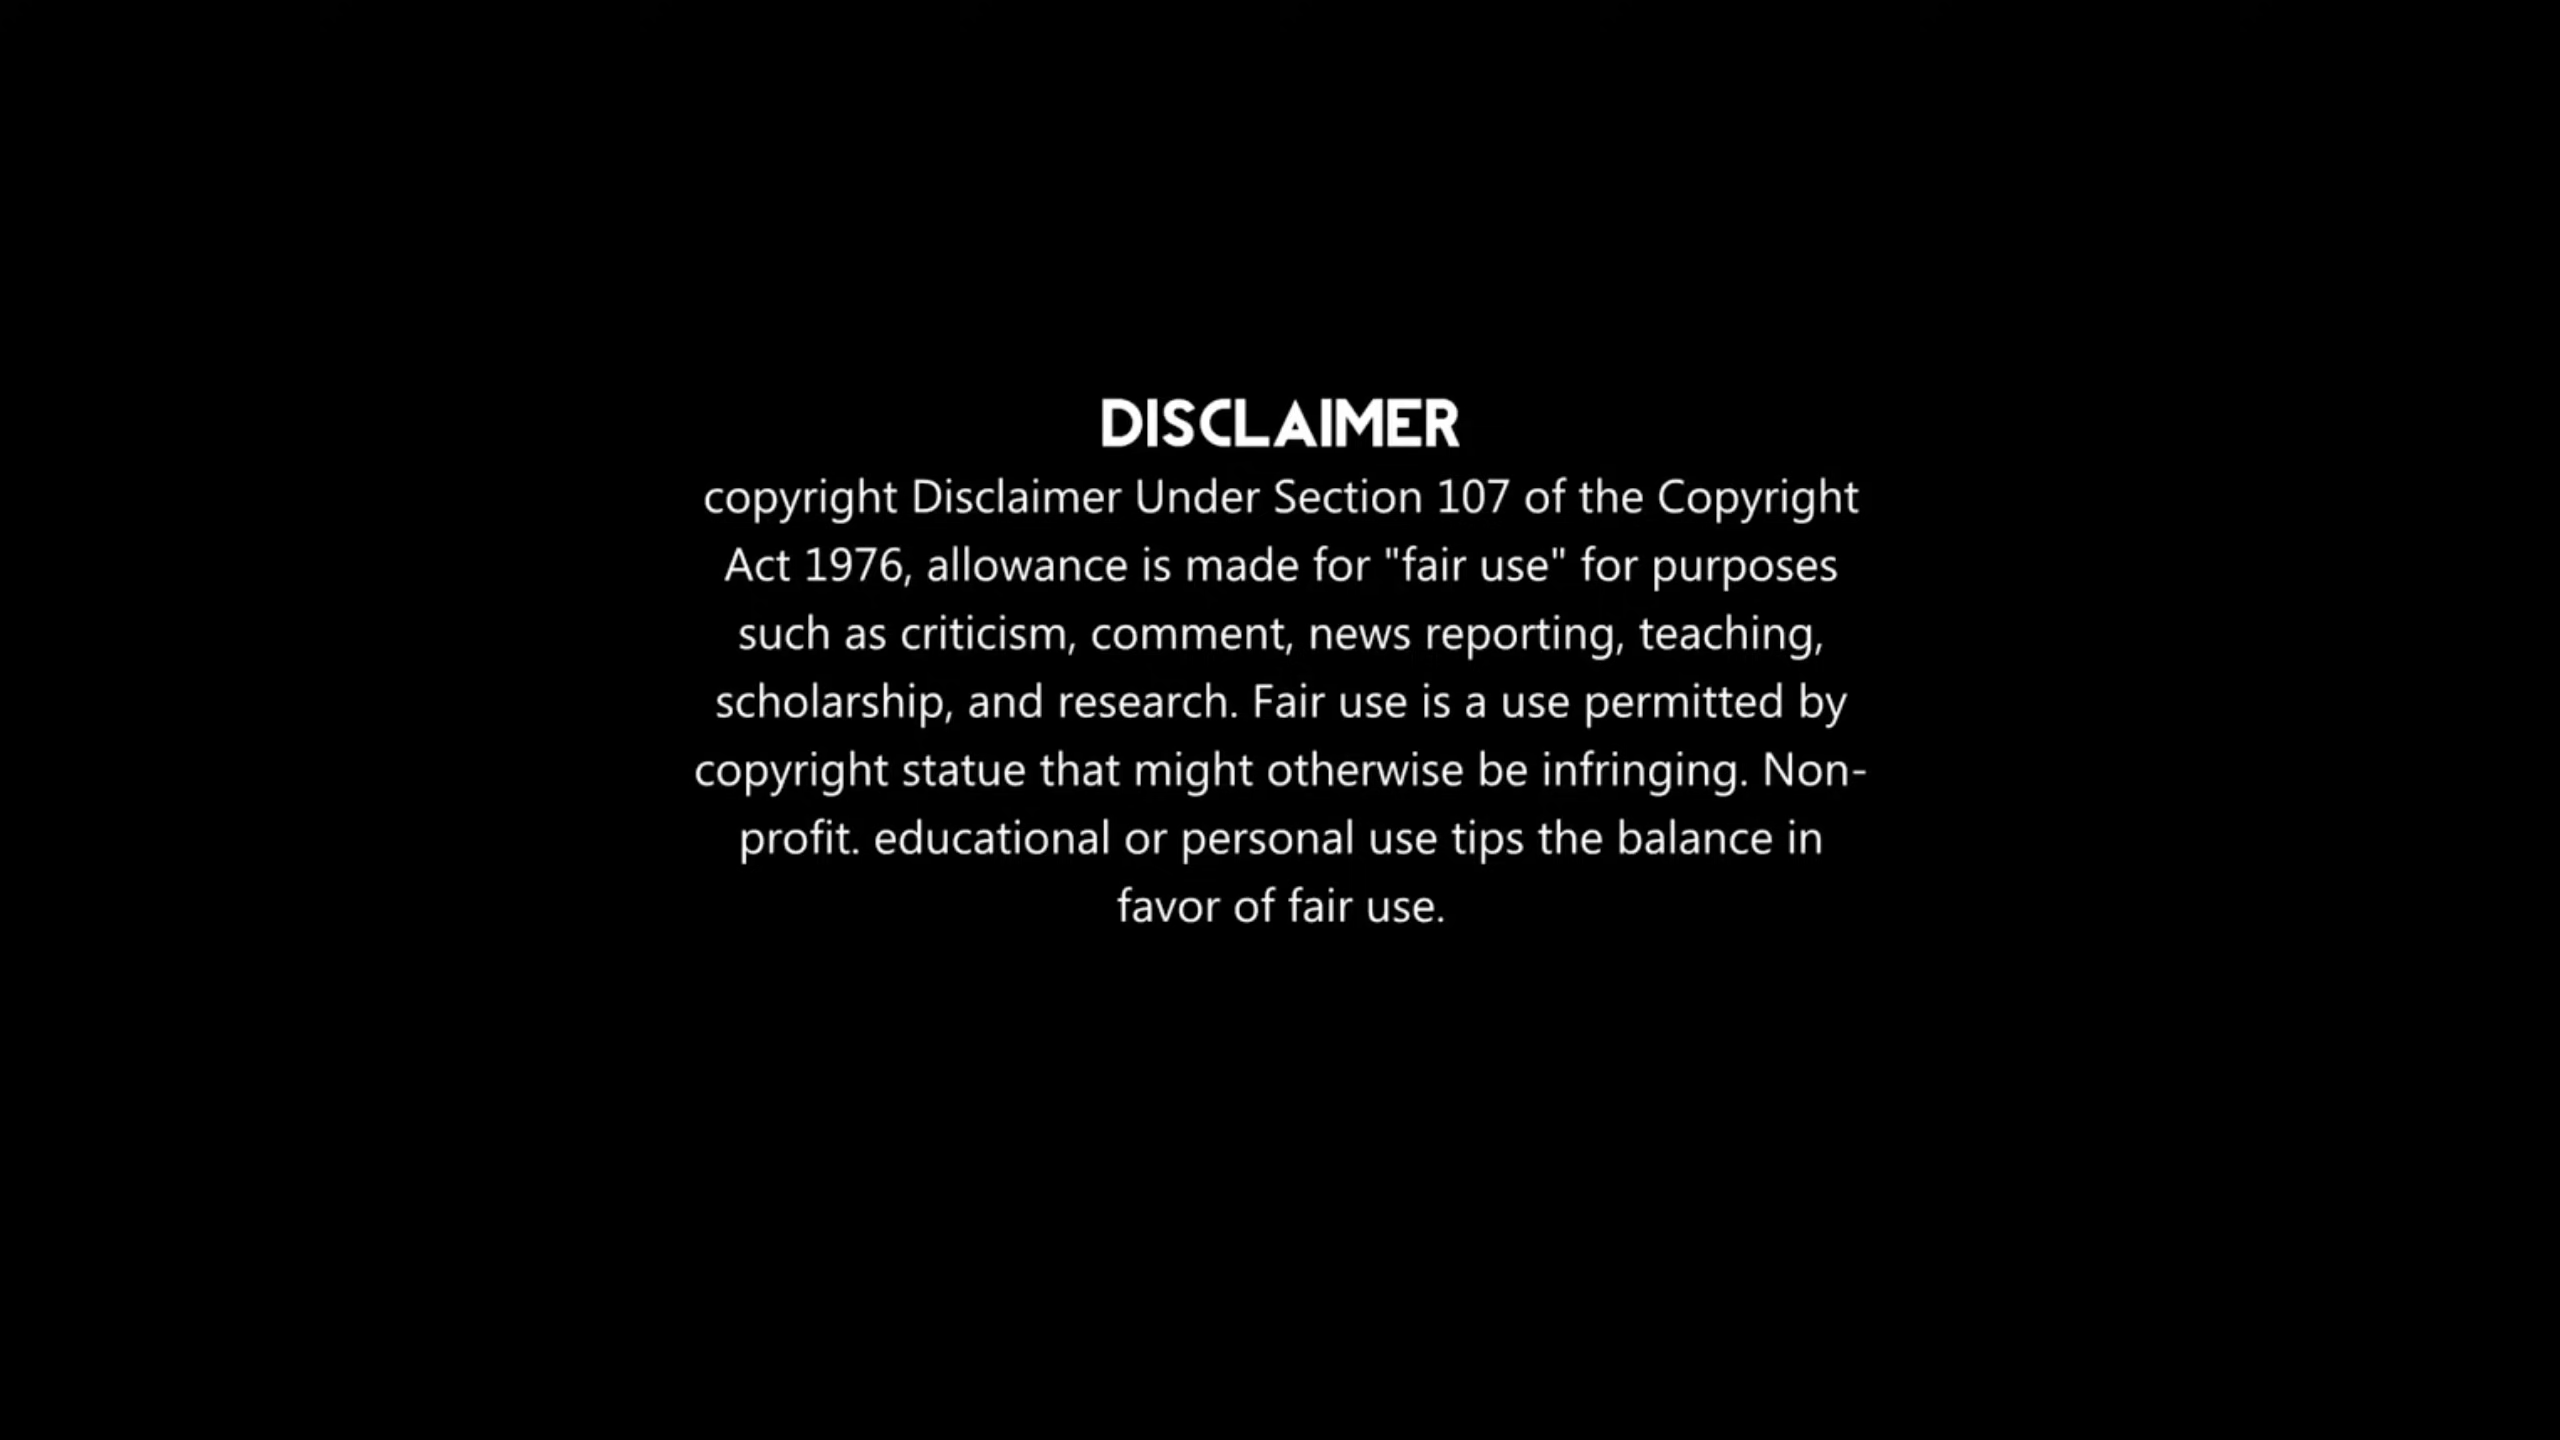 DISCLAIMER
copyright Disclaimer Under Section 107 of the Copyright
Act 1976, allowance is made for "fair use" for purposes
such as criticism, comment, news reporting, teaching,
scholarship, and research. Fair use is a use permitted by
copyright statue that might otherwise be infringing. Non-
profit. educational or personal use tips the balance in
favor of fair use.